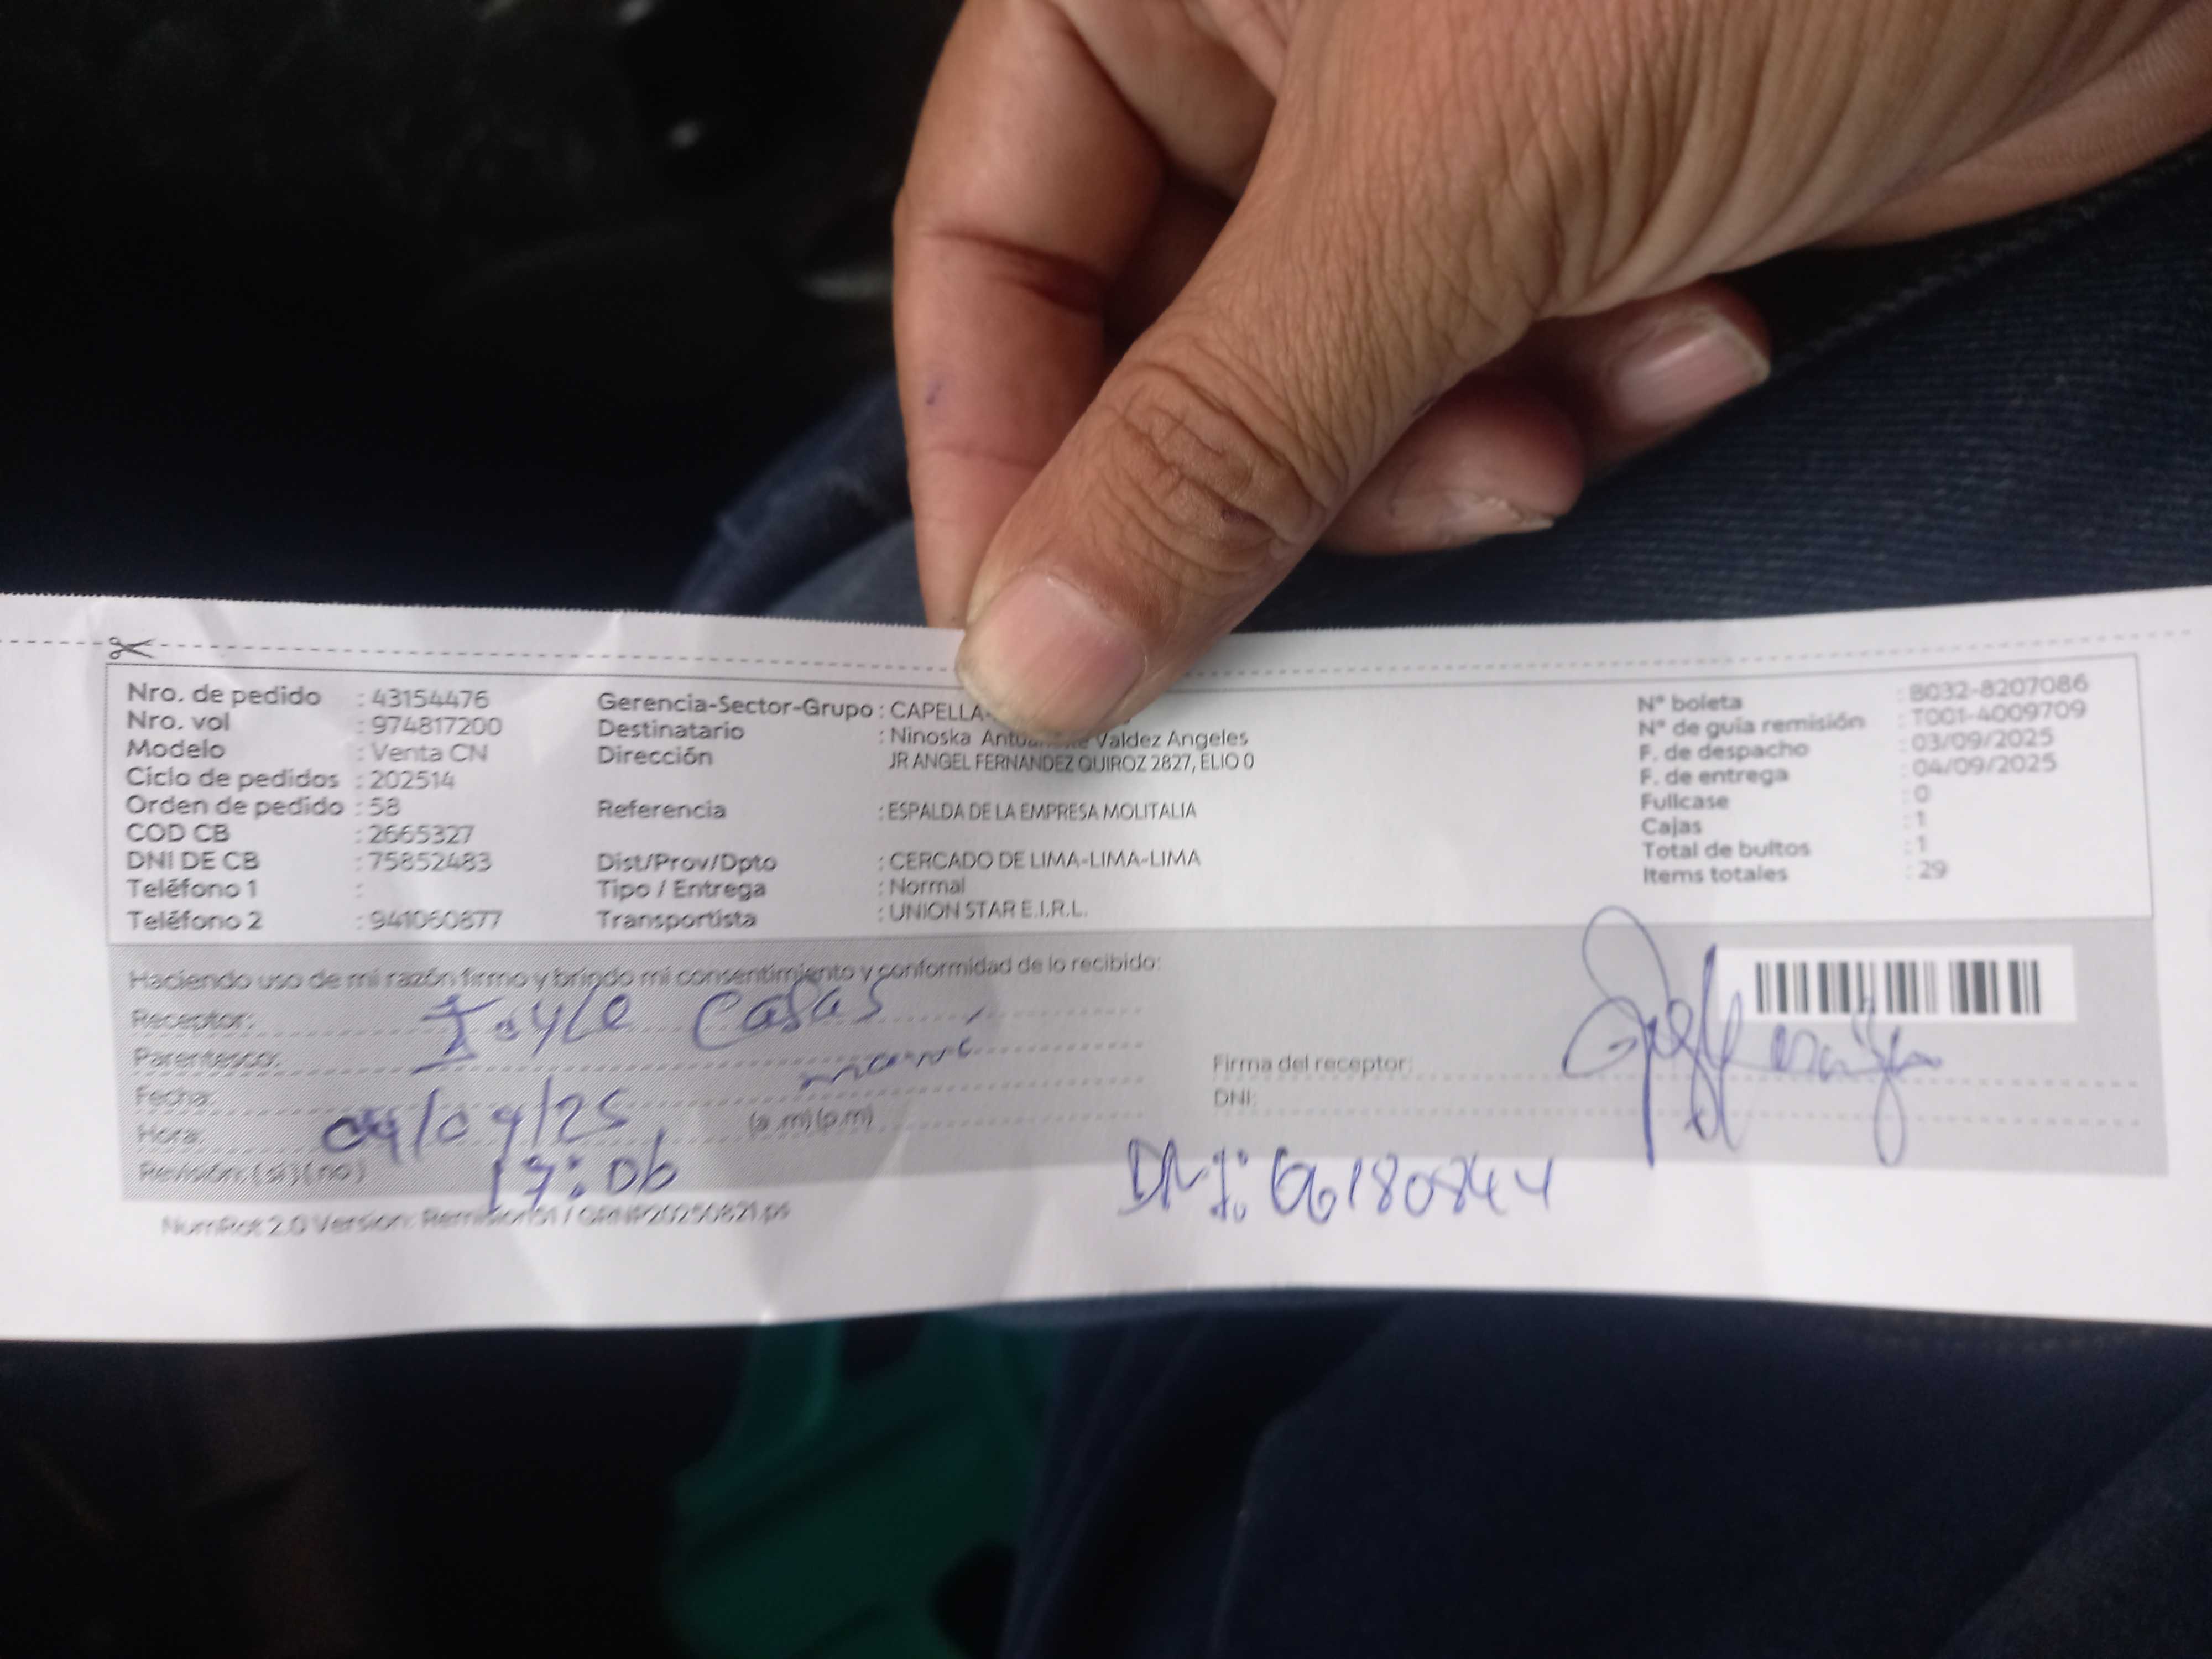 Nro. de pedido : 43154476
Nro. vol : 974817200
Modelo : Venta CN
Ciclo de pedidos : 202514
Orden de pedido : 58
COD CB : 2665327
DNI DE CB : 75852483
Teléfono 1 :
Teléfono 2 : 941060877
Gerencia-Sector-Grupo : CAPELLA-
Destinatario : Ninoska Valdez Angeles
Dirección JR ANGEL FERNANDEZ QUIROZ 2827, ELIO 0
Referencia : ESPALDA DE LA EMPRESA MOLITALIA
Dist/Prov/Dpto : CERCADO DE LIMA-LIMA-LIMA
Tipo / Entrega : Normal
Transportista : UNION STAR E.I.R.L.
N° boleta : B032-8207086
N° de guía remisión : T001-4009709
F. de despacho : 03/09/2025
F. de entrega : 04/09/2025
Fullcase : 0
Cajas : 1
Total de bultos : 1
Items totales : 29
Haciendo uso de mi razón firmo y brindo mi consentimiento y conformidad de lo recibido:
Receptor: Casas
Parentesco:
Fecha: 04/09/25
Hora: 17:06 (a.m) (p.m)
Revisión: (si) (no)
Firma del receptor:
DNI:
DNI: 06180844
NumRot 2.0 Version: